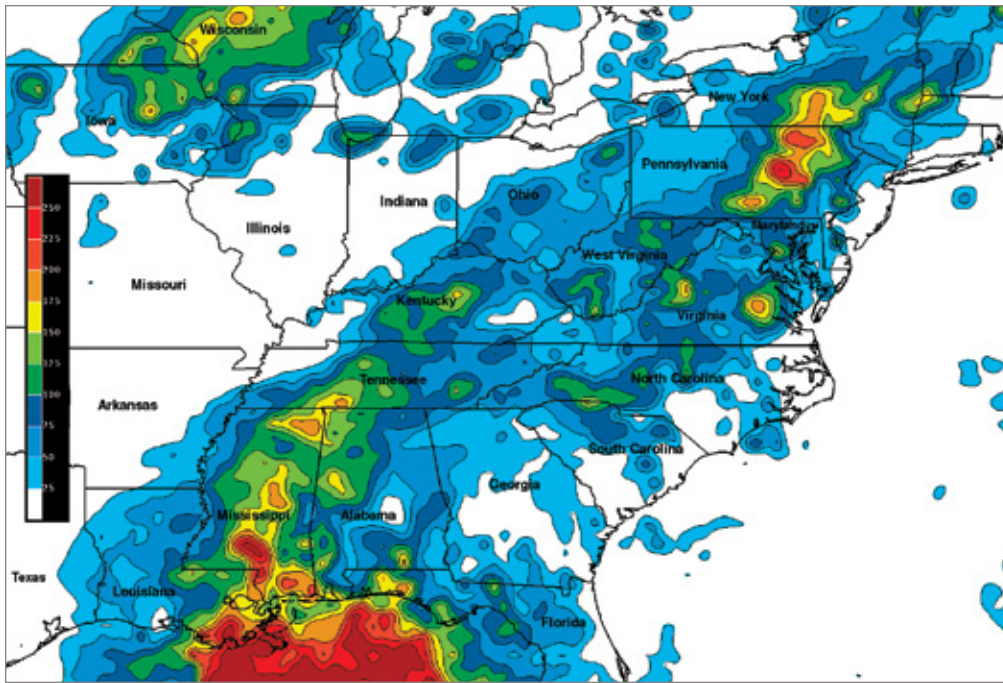 Wisconsin
Iowa
New York
Pennsylvania
Ohio
Indiana
Illinois
Maryland
West Virginia
Missouri
Kentucky
Virginia
Tennessee
North Carolina
Arkansas
South Carolina
Georgia
Mississippi
Alabama
Texas
Louisiana
Florida
250
225
200
175
150
125
100
75
50
25